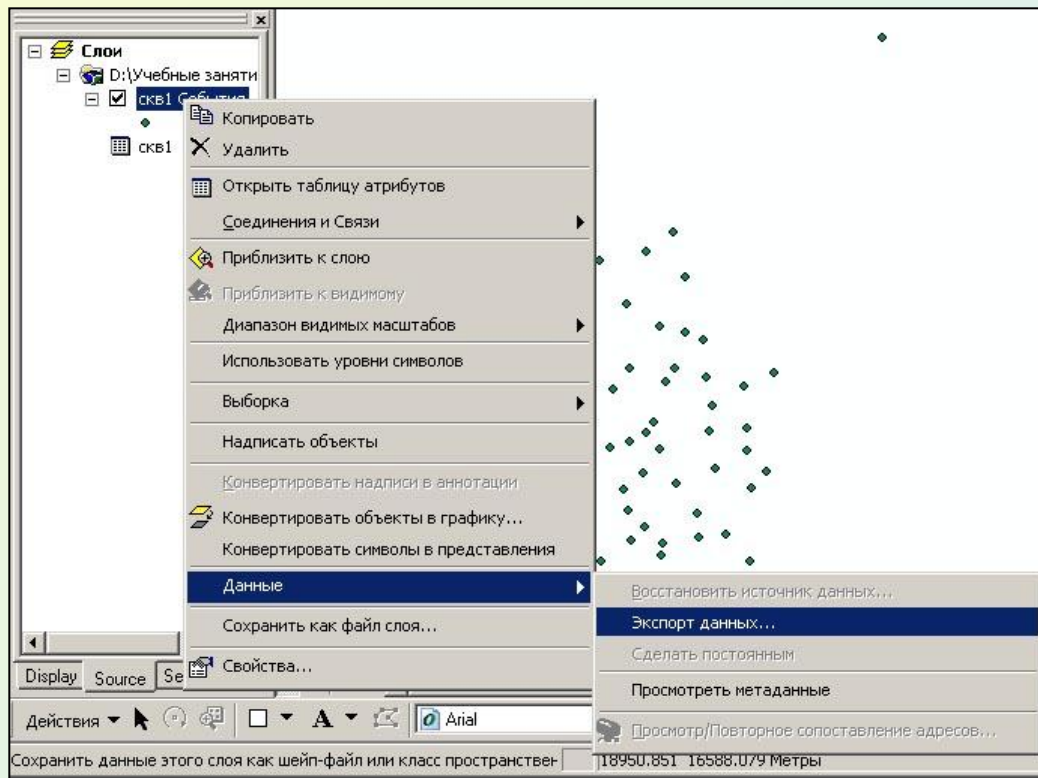 Слои
D:\Учебные заняти
скв1 События
скв1
Копировать
Удалить
Открыть таблицу атрибутов
Соединения и Связи
Приблизить к слою
Приблизить к видимому
Диапазон видимых масштабов
Использовать уровни символов
Выборка
Надписать объекты
Конвертировать надписи в аннотации
Конвертировать объекты в графику...
Конвертировать символы в представления
Данные
Сохранить как файл слоя...
Свойства...
Восстановить источник данных...
Экспорт данных...
Сделать постоянным
Просмотреть метаданные
Просмотр/Повторное сопоставление адресов...
Display Source Se
Действия A Arial
Сохранить данные этого слоя как шейп-файл или класс пространствен 18950.851 16588.079 Метры